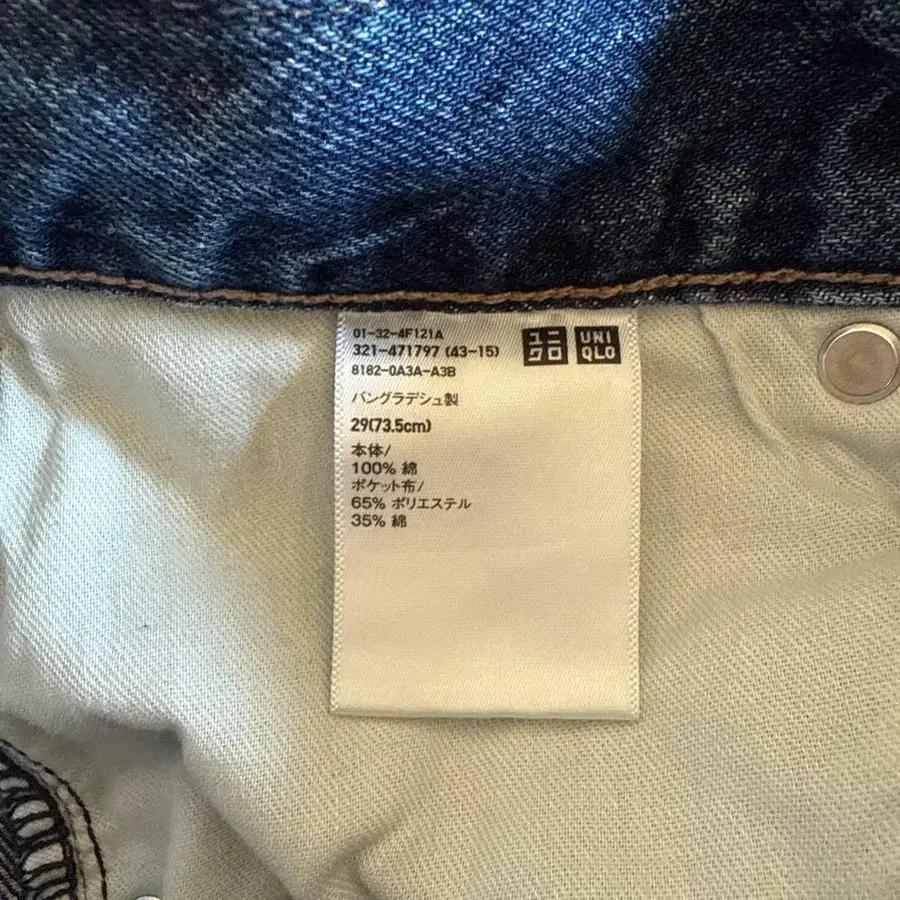 01-32-4F121A
321-471797 (43-15)
8182-0A3A-A3B
ユニ
クロ
UNI
QLO
バングラデシュ製
29(73.5cm)
本体/
100% 綿
ポケット布/
65% ポリエステル
35% 綿